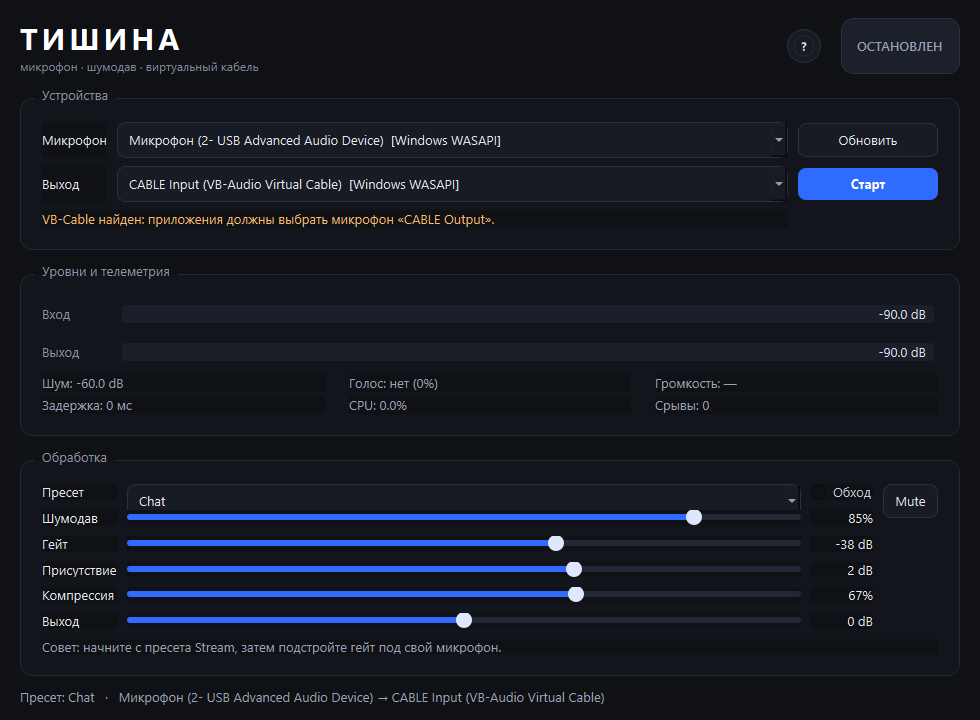 ТИШИНА
микрофон · шумодав · виртуальный кабель
?
ОСТАНОВЛЕН
Устройства
Микрофон Микрофон (2- USB Advanced Audio Device) [Windows WASAPI] Обновить
Выход CABLE Input (VB-Audio Virtual Cable) [Windows WASAPI] Старт
VB-Cable найден: приложения должны выбрать микрофон «CABLE Output».
Уровни и телеметрия
Вход -90.0 dB
Выход -90.0 dB
Шум: -60.0 dB Голос: нет (0%) Громкость: —
Задержка: 0 мс CPU: 0.0% Срывы: 0
Обработка
Пресет Chat Обход Mute
Шумодав 85%
Гейт -38 dB
Присутствие 2 dB
Компрессия 67%
Выход 0 dB
Совет: начните с пресета Stream, затем подстройте гейт под свой микрофон.
Пресет: Chat · Микрофон (2- USB Advanced Audio Device) → CABLE Input (VB-Audio Virtual Cable)